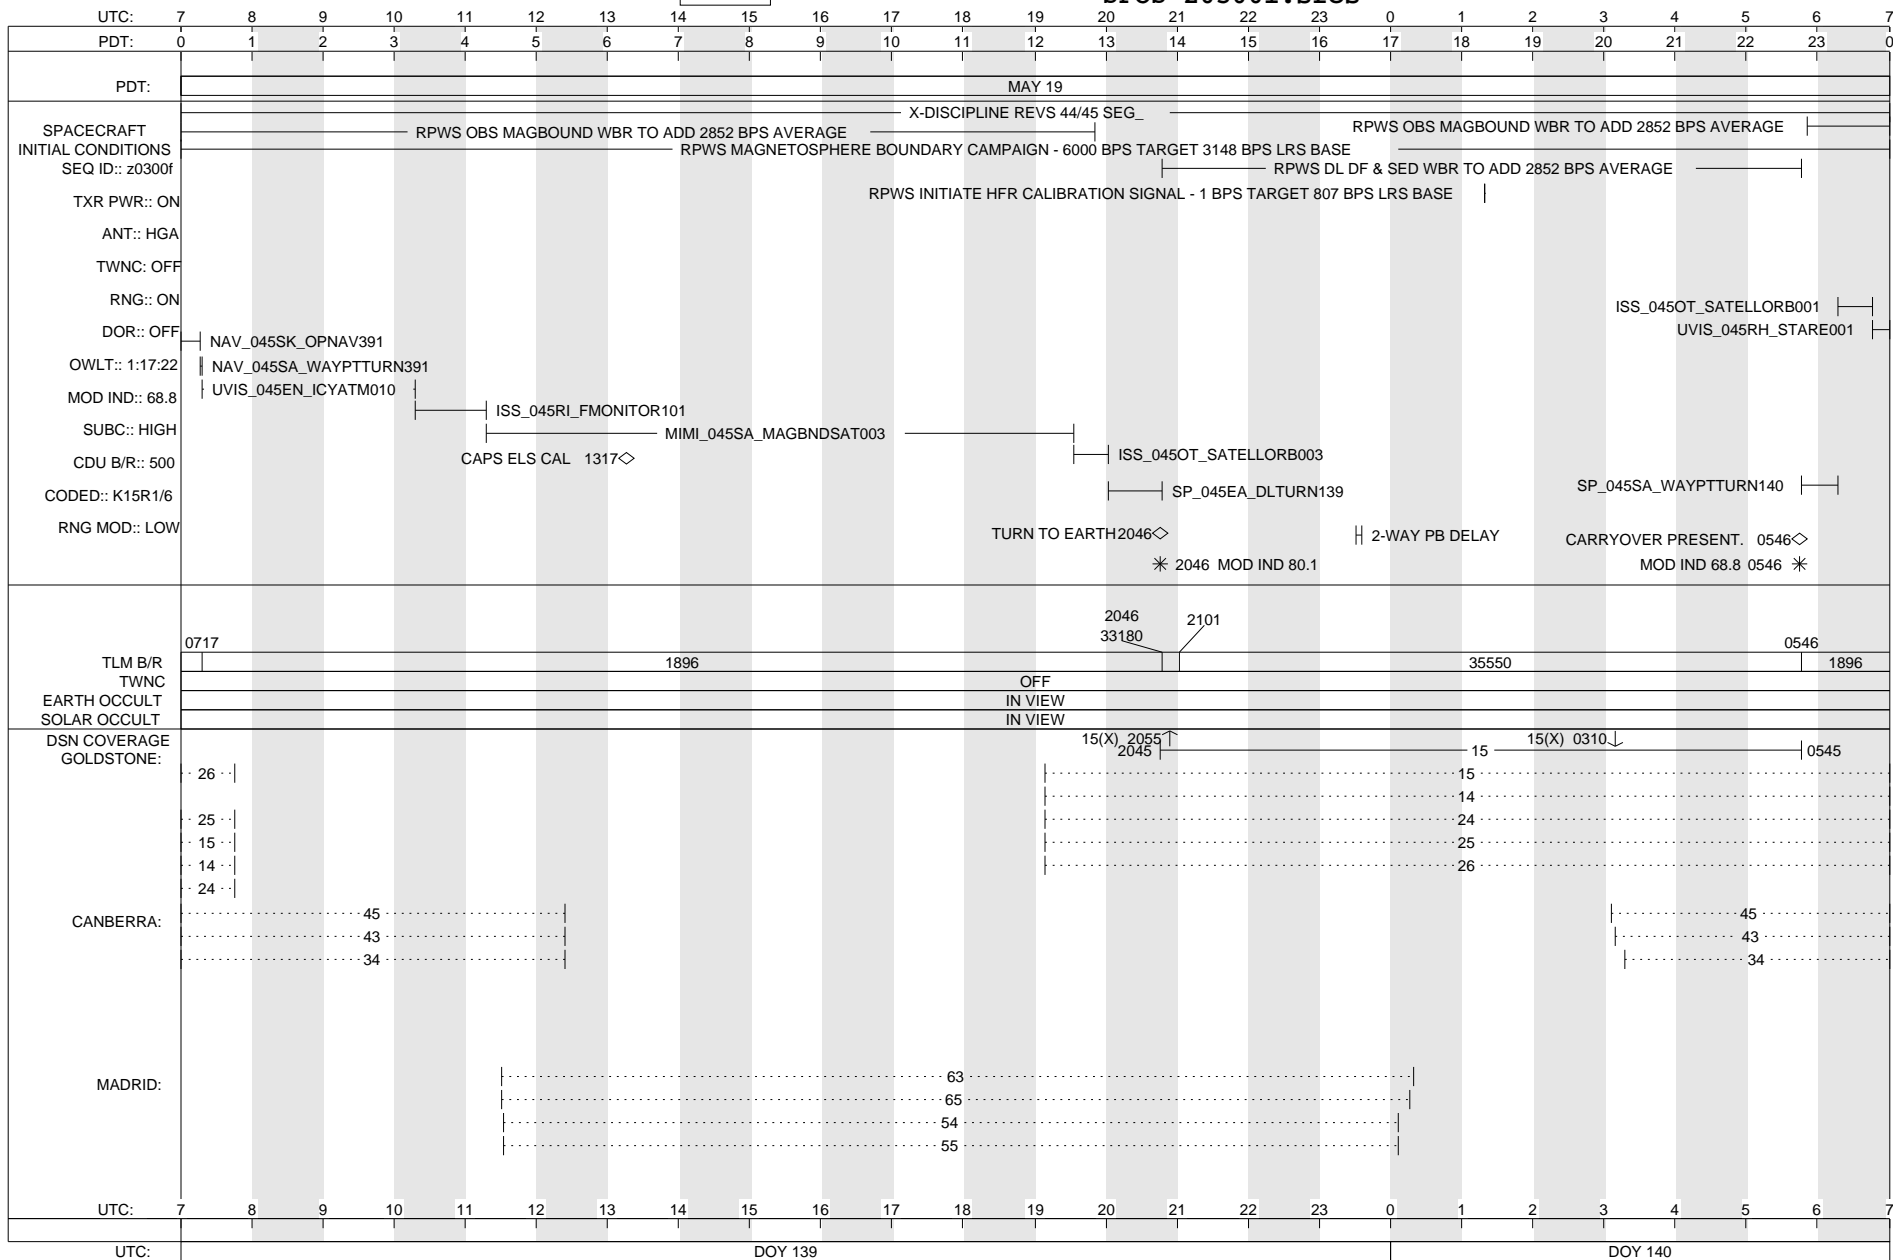 UTC: 7 8 9 10 11 12 13 14 15 16 17 18 19 20 21 22 23 0 1 2 3 4 5 6 7
PDT: 0 1 2 3 4 5 6 7 8 9 10 11 12 13 14 15 16 17 18 19 20 21 22 23 0
PDT: MAY 19
X-DISCIPLINE REVS 44/45 SEG_
SPACECRAFT
INITIAL CONDITIONS
RPWS OBS MAGBOUND WBR TO ADD 2852 BPS AVERAGE
RPWS OBS MAGBOUND WBR TO ADD 2852 BPS AVERAGE
RPWS MAGNETOSPHERE BOUNDARY CAMPAIGN - 6000 BPS TARGET 3148 BPS LRS BASE
SEQ ID:: z0300f
RPWS DL DF & SED WBR TO ADD 2852 BPS AVERAGE
RPWS INITIATE HFR CALIBRATION SIGNAL - 1 BPS TARGET 807 BPS LRS BASE
TXR PWR:: ON
ANT:: HGA
TWNC: OFF
RNG:: ON
ISS_045OT_SATELLORB001
DOR:: OFF
UVIS_045RH_STARE001
NAV_045SK_OPNAV391
OWLT:: 1:17:22
NAV_045SA_WAYPTTURN391
UVIS_045EN_ICYATM010
MOD IND:: 68.8
ISS_045RI_FMONITOR101
SUBC:: HIGH
MIMI_045SA_MAGBNDSAT003
ISS_045OT_SATELLORB003
CDU B/R:: 500
CAPS ELS CAL 1317
SP_045EA_DLTURN139
SP_045SA_WAYPTTURN140
CODED:: K15R1/6
RNG MOD:: LOW
TURN TO EARTH2046
2-WAY PB DELAY
CARRYOVER PRESENT. 0546
2046 MOD IND 80.1
MOD IND 68.8 0546
0717
2046
33180
2101
0546
TLM B/R 1896 35550 1896
TWNC OFF
EARTH OCCULT IN VIEW
SOLAR OCCULT IN VIEW
DSN COVERAGE
15(X) 2055
15(X) 0310
GOLDSTONE: 2045 15 0545
26 15
14
25 24
15 25
14 26
24
CANBERRA:
45 45
43 43
34 34
MADRID:
63
65
54
55
UTC: 7 8 9 10 11 12 13 14 15 16 17 18 19 20 21 22 23 0 1 2 3 4 5 6 7
UTC: DOY 139 DOY 140